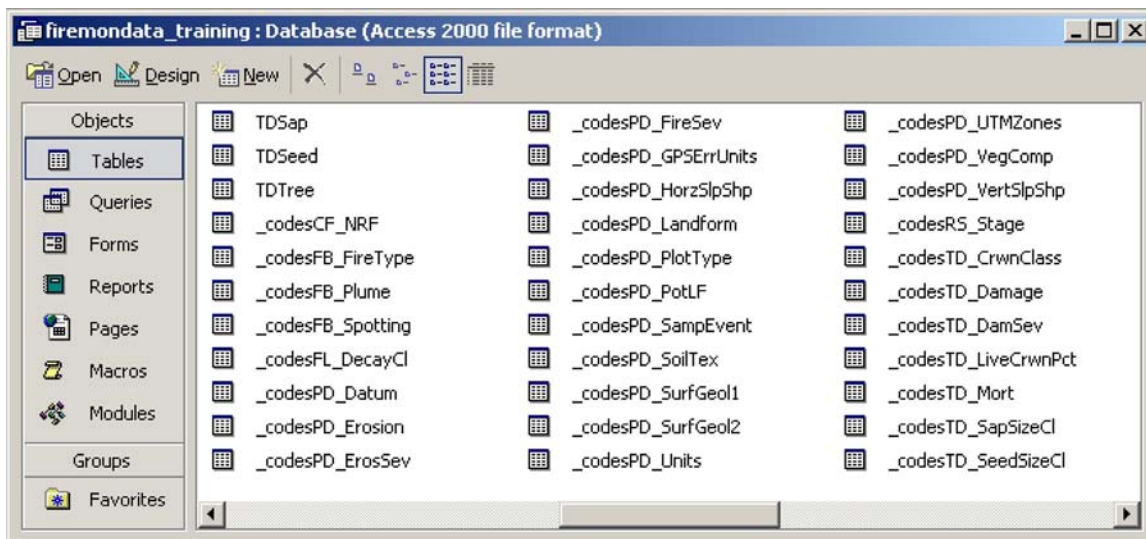 firemondata_training : Database (Access 2000 file format)
Open Design New
Objects
Tables
Queries
Forms
Reports
Pages
Macros
Modules
Groups
Favorites
TDSap
TDSeed
TDTree
_codesCF_NRF
_codesFB_FireType
_codesFB_Plume
_codesFB_Spotting
_codesFL_DecayCl
_codesPD_Datum
_codesPD_Erosion
_codesPD_ErosSev
_codesPD_FireSev
_codesPD_GPSErrUnits
_codesPD_HorzSlpShp
_codesPD_Landform
_codesPD_PlotType
_codesPD_PotLF
_codesPD_SampEvent
_codesPD_SoilTex
_codesPD_SurfGeol1
_codesPD_SurfGeol2
_codesPD_Units
_codesPD_UTMZones
_codesPD_VegComp
_codesPD_VertSlpShp
_codesRS_Stage
_codesTD_CrwnClass
_codesTD_Damage
_codesTD_DamSev
_codesTD_LiveCrwnPct
_codesTD_Mort
_codesTD_SapSizeCl
_codesTD_SeedSizeCl